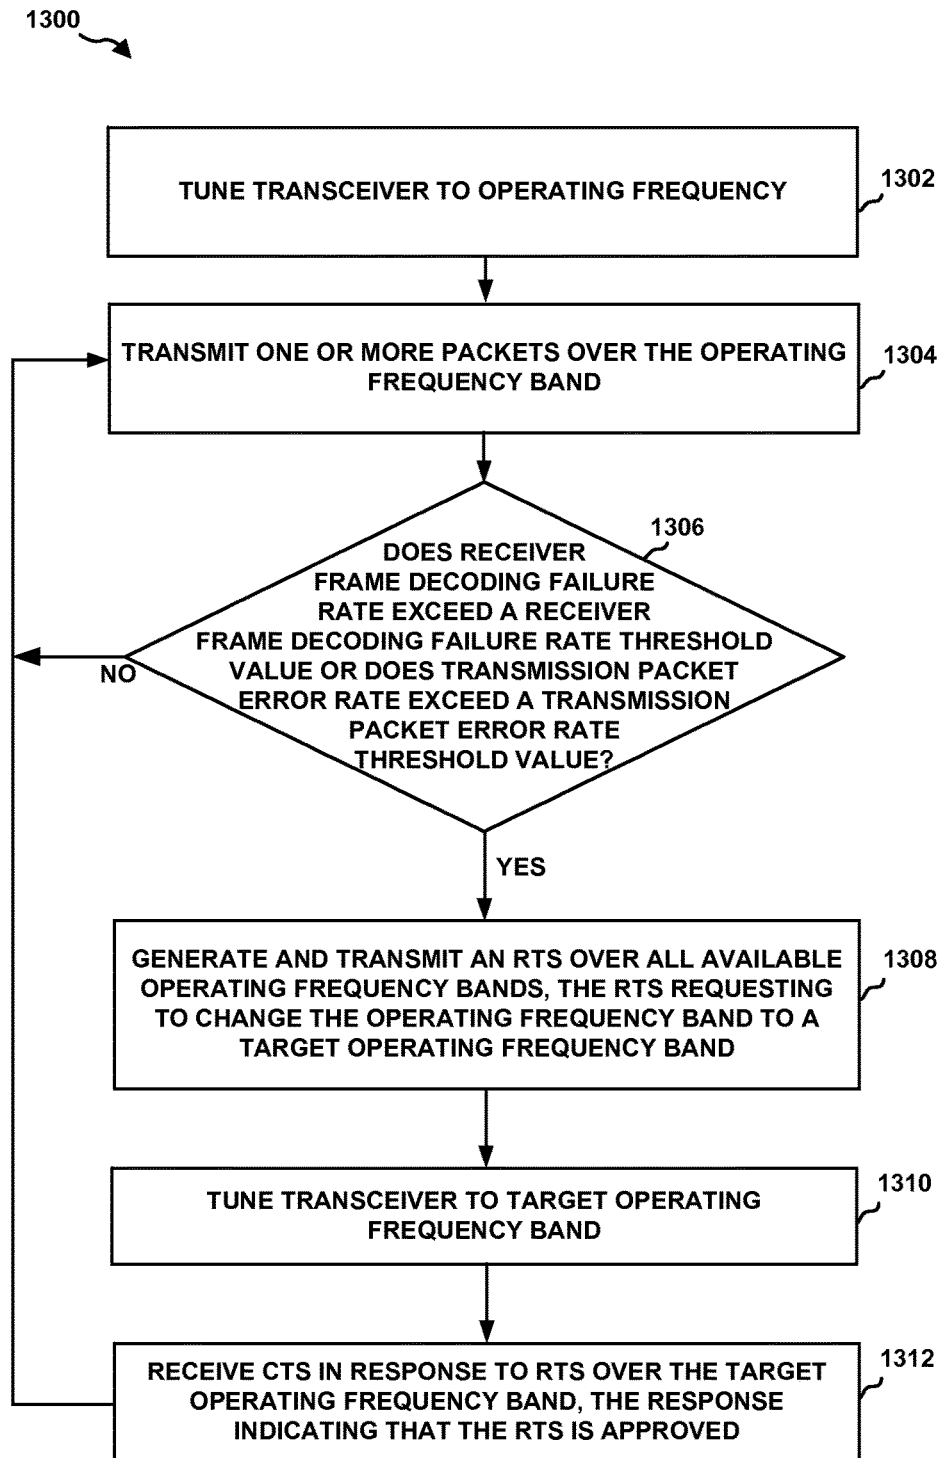 1300
TUNE TRANSCEIVER TO OPERATING FREQUENCY
1302
TRANSMIT ONE OR MORE PACKETS OVER THE OPERATING
FREQUENCY BAND
1304
1306
DOES RECEIVER
FRAME DECODING FAILURE
RATE EXCEED A RECEIVER
FRAME DECODING FAILURE RATE THRESHOLD
VALUE OR DOES TRANSMISSION PACKET
ERROR RATE EXCEED A TRANSMISSION
PACKET ERROR RATE
THRESHOLD VALUE?
NO
YES
GENERATE AND TRANSMIT AN RTS OVER ALL AVAILABLE
OPERATING FREQUENCY BANDS, THE RTS REQUESTING
TO CHANGE THE OPERATING FREQUENCY BAND TO A
TARGET OPERATING FREQUENCY BAND
1308
TUNE TRANSCEIVER TO TARGET OPERATING
FREQUENCY BAND
1310
RECEIVE CTS IN RESPONSE TO RTS OVER THE TARGET
OPERATING FREQUENCY BAND, THE RESPONSE
INDICATING THAT THE RTS IS APPROVED
1312